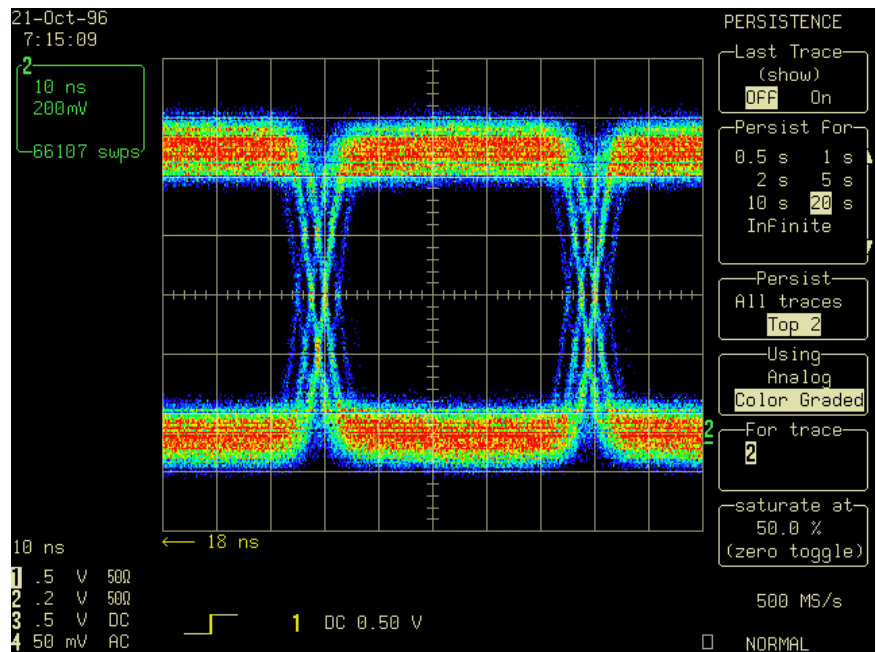 21-Oct-96
7:15:09
2
10 ns
200mV
66107 swps
2
← 18 ns
10 ns
1 .5 V 50Ω
2 .2 V 50Ω
3 .5 V DC
4 50 mV AC
1 DC 0.50 V
PERSISTENCE
Last Trace
(show)
OFF On
Persist For
0.5 s 1 s
2 s 5 s
10 s 20 s
Infinite
Persist
All traces
Top 2
Using
Analog
Color Graded
For trace
2
saturate at
50.0 %
(zero toggle)
500 MS/s
NORMAL